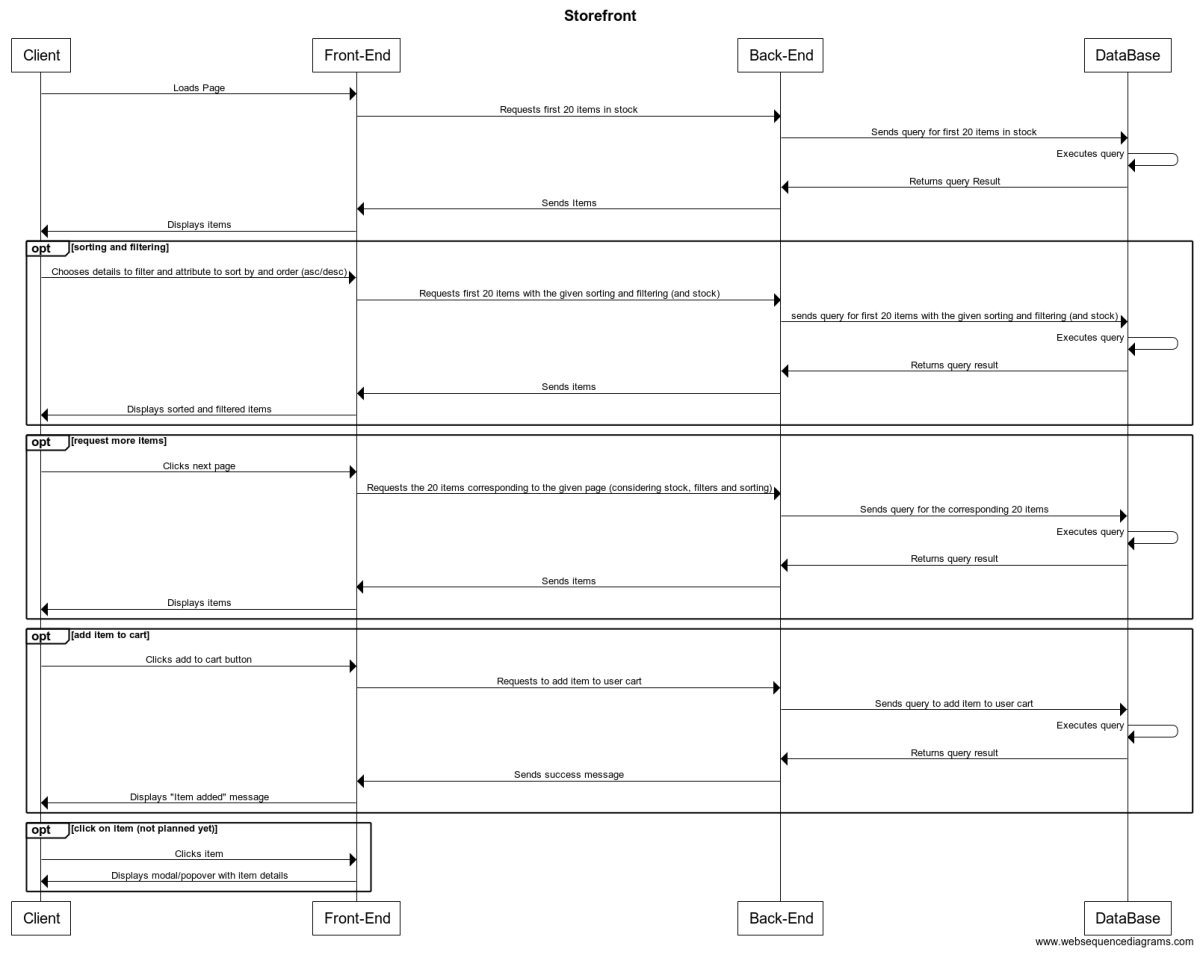 Storefront
Client Front-End Back-End DataBase
Loads Page
Requests first 20 items in stock
Sends query for first 20 items in stock
Executes query
Returns query Result
Sends Items
Displays items
opt [sorting and filtering]
Chooses details to filter and attribute to sort by and order (asc/desc)
Requests first 20 items with the given sorting and filtering (and stock)
sends query for first 20 items with the given sorting and filtering (and stock)
Executes query
Returns query result
Sends items
Displays sorted and filtered items
opt [request more items]
Clicks next page
Requests the 20 items corresponding to the given page (considering stock, filters and sorting)
Sends query for the corresponding 20 items
Executes query
Returns query result
Sends items
Displays items
opt [add item to cart]
Clicks add to cart button
Requests to add item to user cart
Sends query to add item to user cart
Executes query
Returns query result
Sends success message
Displays "Item added" message
opt [click on item (not planned yet)]
Clicks item
Displays modal/popover with item details
Client Front-End Back-End DataBase
www.websequencediagrams.com